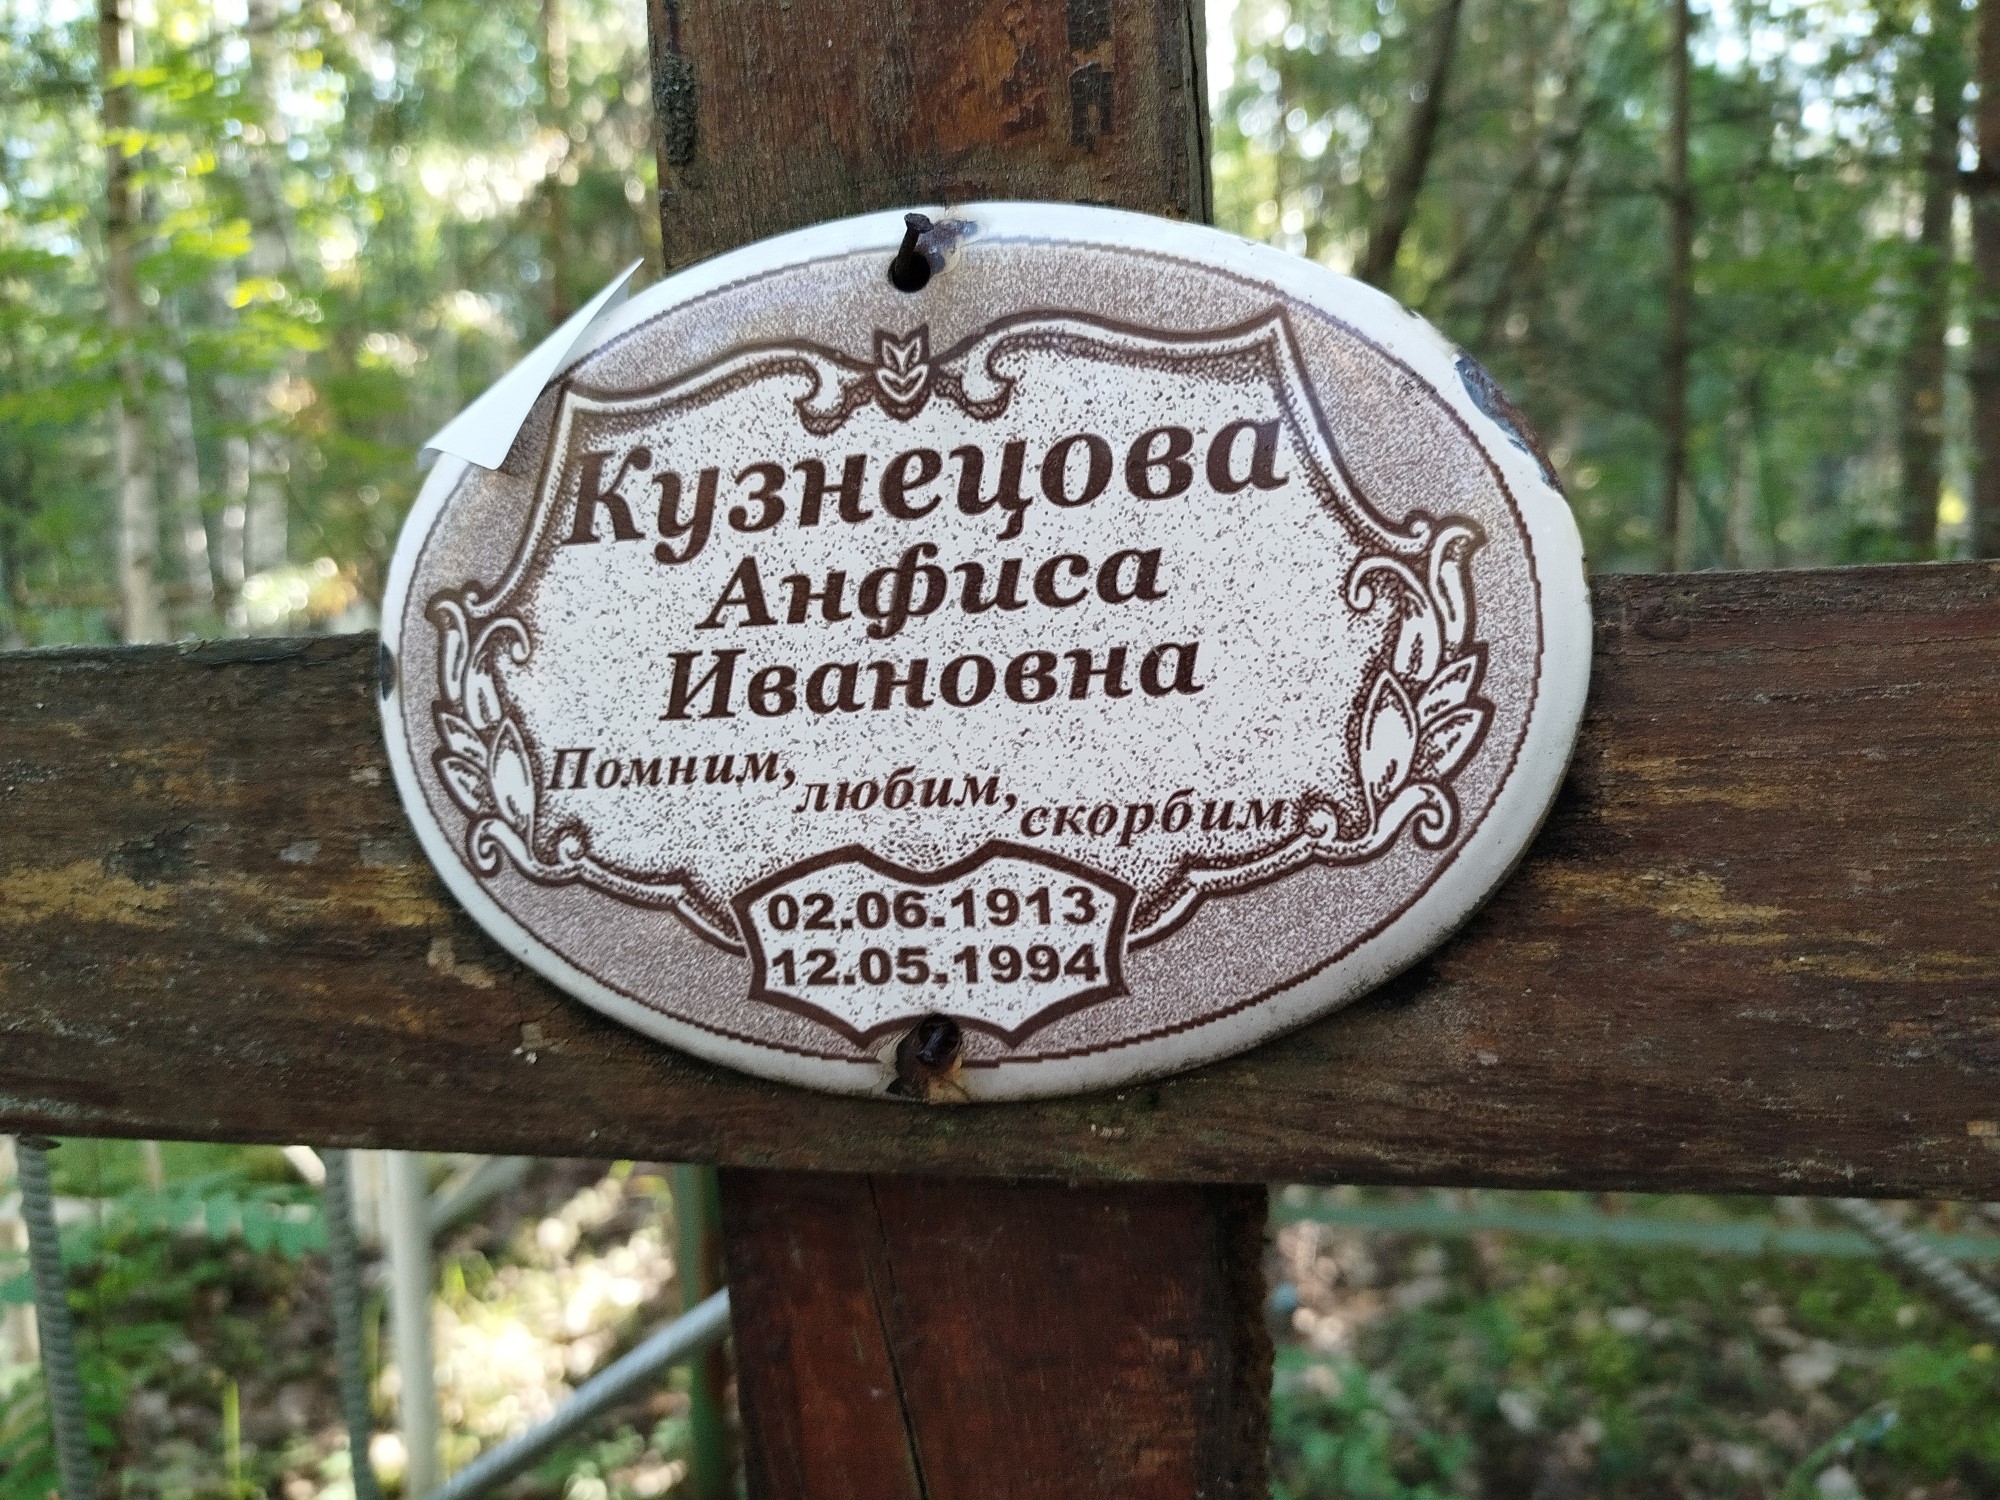 Кузнецова
Анфиса
Ивановна
Помним, любим, скорбим
02.06.1913
12.05.1994